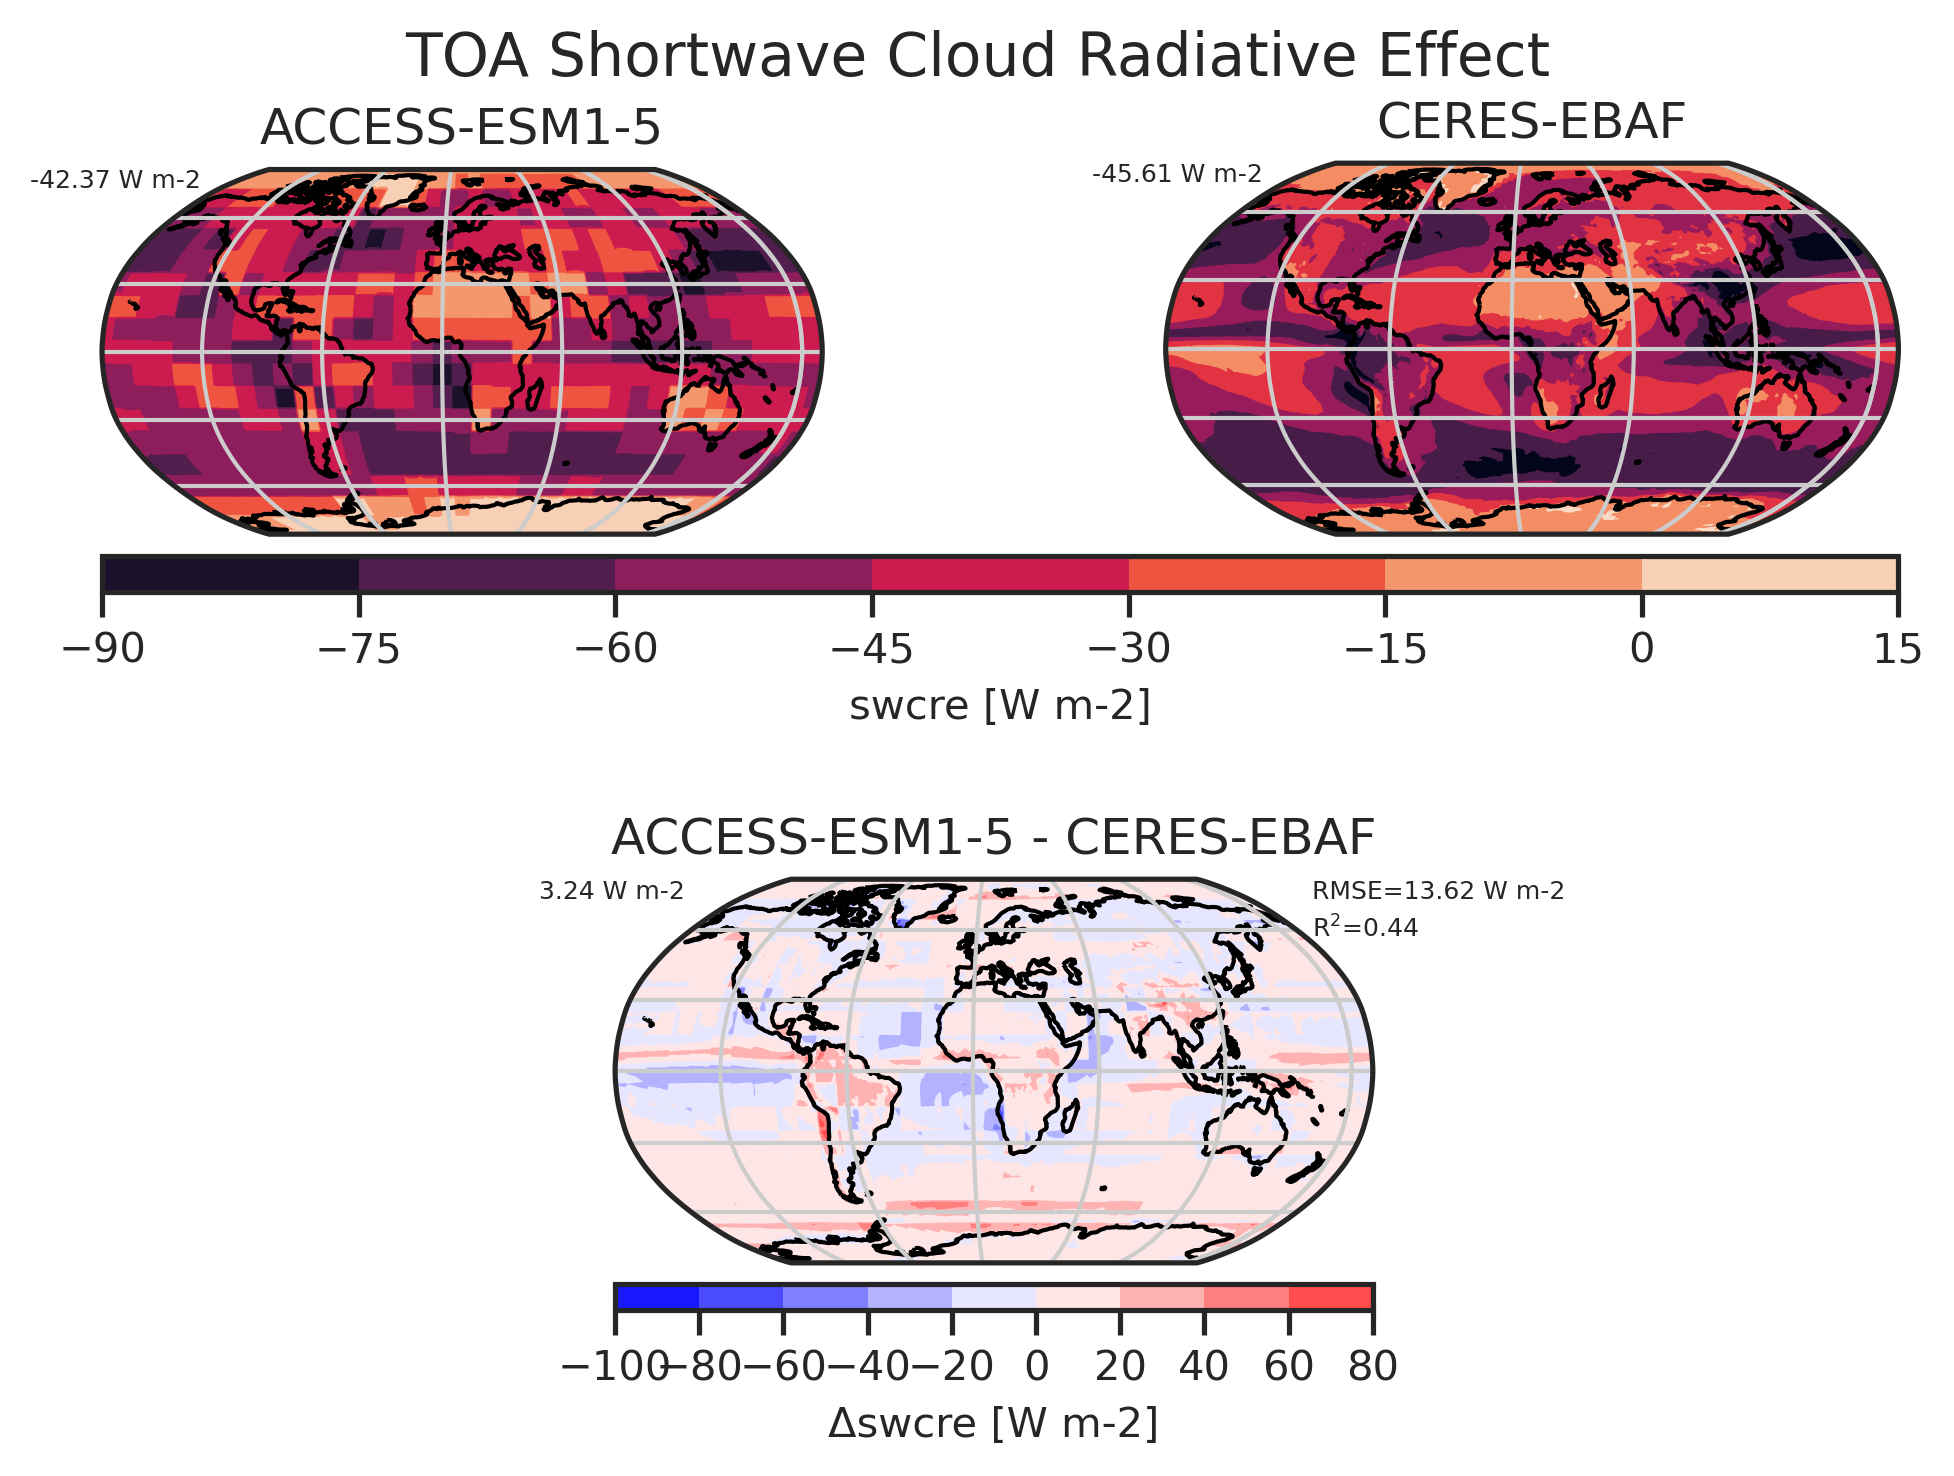 TOA Shortwave Cloud Radiative Effect
ACCESS-ESM1-5
CERES-EBAF
-42.37 W m-2
-45.61 W m-2
−90 −75 −60 −45 −30 −15 0 15
swcre [W m-2]
ACCESS-ESM1-5 - CERES-EBAF
3.24 W m-2
RMSE=13.62 W m-2
R²=0.44
−100 −80 −60 −40 −20 0 20 40 60 80
Δswcre [W m-2]